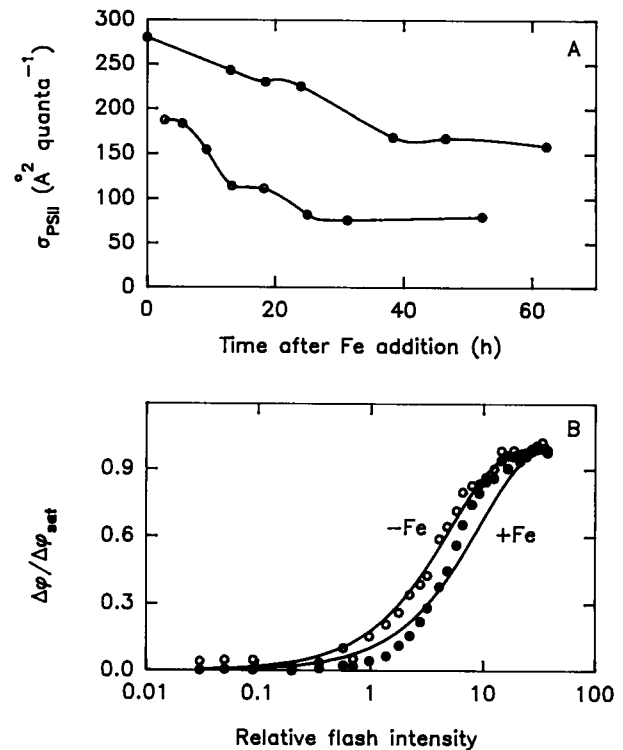 300
250
200
150
100
50
0
σPSII (Å2 quanta−1)
A
0 20 40 60
Time after Fe addition (h)
B
0.9
0.6
0.3
0.0
Δφ/Δφsat
−Fe
+Fe
0.01 0.1 1 10 100
Relative flash intensity